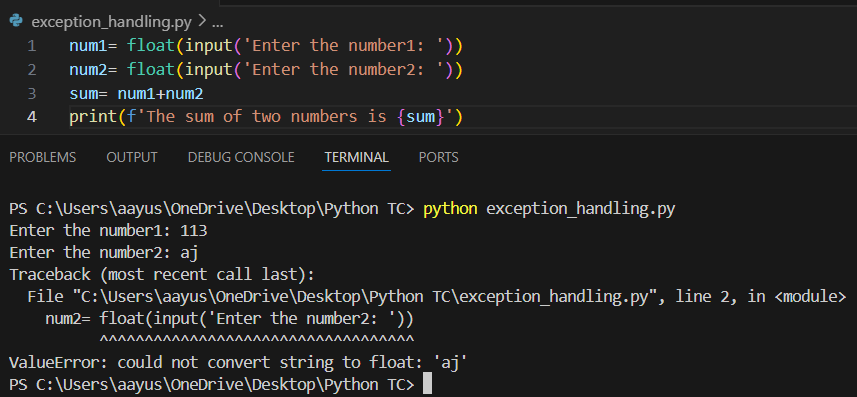 exception_handling.py > ...
1 num1= float(input('Enter the number1: '))
2 num2= float(input('Enter the number2: '))
3 sum= num1+num2
4 print(f'The sum of two numbers is {sum}')
PROBLEMS OUTPUT DEBUG CONSOLE TERMINAL PORTS
PS C:\Users\aayus\OneDrive\Desktop\Python TC> python exception_handling.py
Enter the number1: 113
Enter the number2: aj
Traceback (most recent call last):
  File "C:\Users\aayus\OneDrive\Desktop\Python TC\exception_handling.py", line 2, in <module>
    num2= float(input('Enter the number2: '))
          ^^^^^^^^^^^^^^^^^^^^^^^^^^^^^^^^^^^
ValueError: could not convert string to float: 'aj'
PS C:\Users\aayus\OneDrive\Desktop\Python TC>